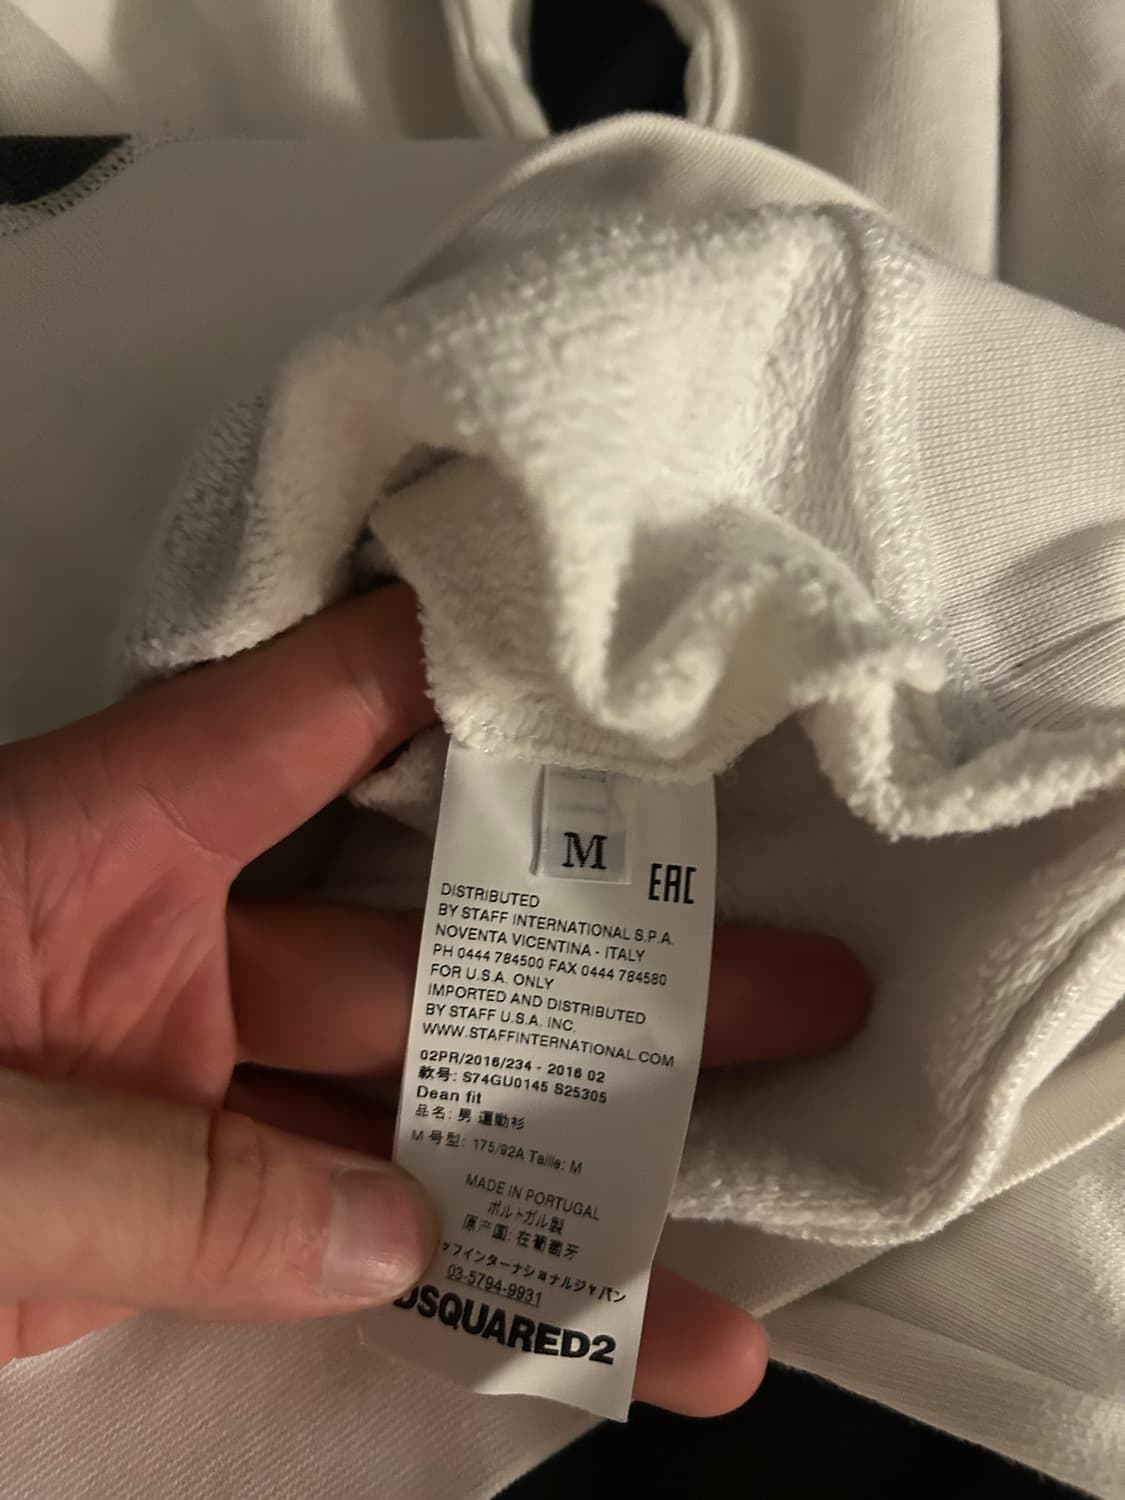 M
EAC
DISTRIBUTED
BY STAFF INTERNATIONAL S.P.A.
NOVENTA VICENTINA - ITALY
PH 0444 784500 FAX 0444 784580
FOR U.S.A. ONLY
IMPORTED AND DISTRIBUTED
BY STAFF U.S.A. INC.
WWW.STAFFINTERNATIONAL.COM
02PR/2016/234 - 2016 02
款号: S74GU0145 S25305
Dean fit
品名: 男 運動衫
M 号型: 175/92A Taille: M
MADE IN PORTUGAL
ポルトガル製
原产国: 在葡萄牙
ッフインターナショナルジャパン
03-5794-9931
DSQUARED2